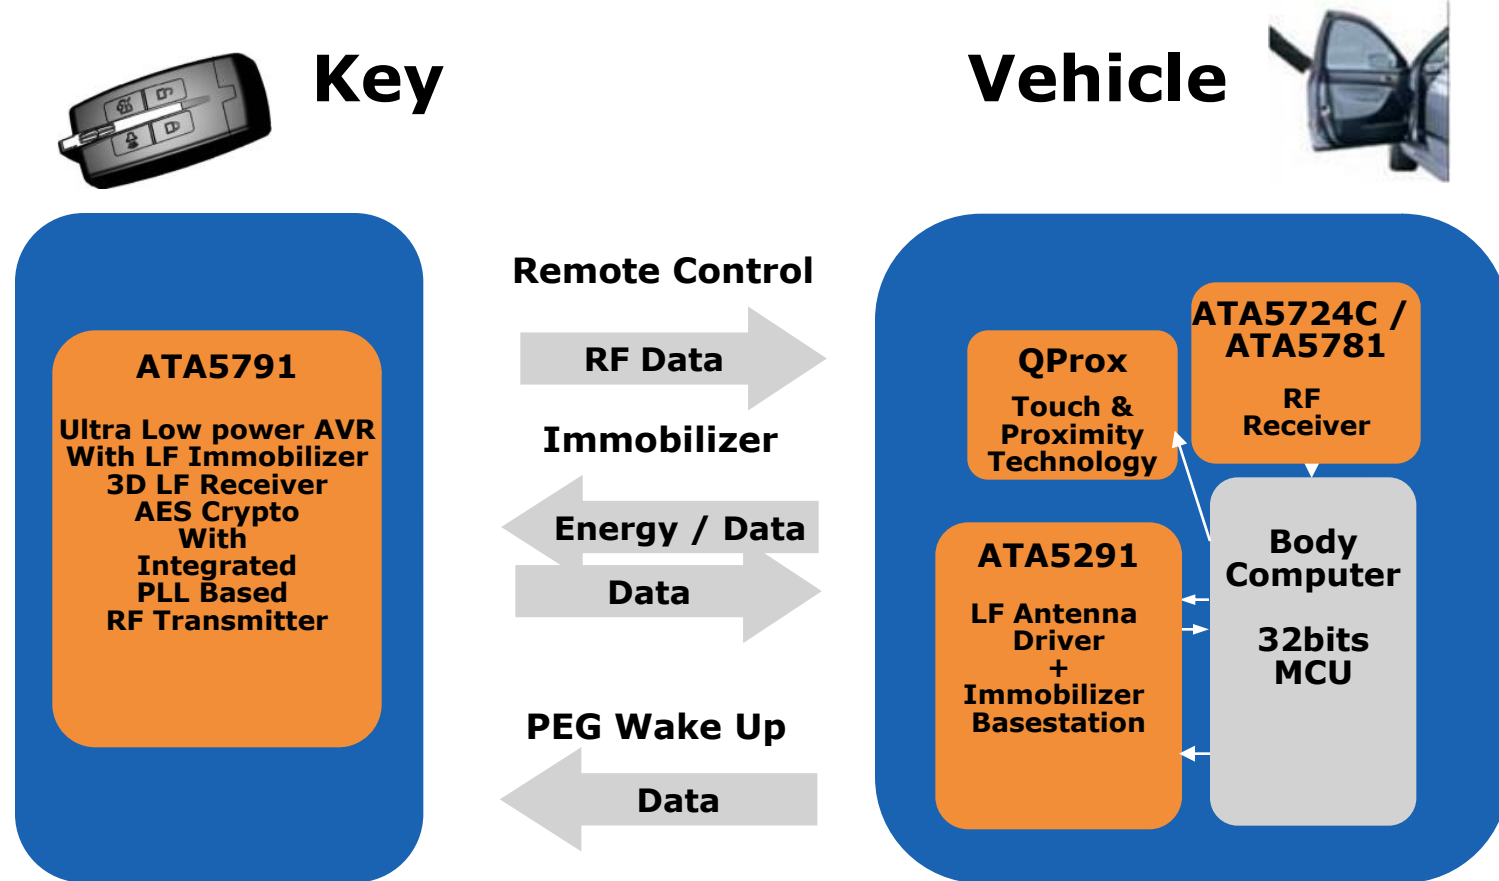 Key
Vehicle
ATA5791
Ultra Low power AVR
With LF Immobilizer
3D LF Receiver
AES Crypto
With
Integrated
PLL Based
RF Transmitter
Remote Control
RF Data
Immobilizer
Energy / Data
Data
PEG Wake Up
Data
QProx
Touch &
Proximity
Technology
ATA5724C /
ATA5781
RF
Receiver
ATA5291
LF Antenna
Driver
+
Immobilizer
Basestation
Body
Computer
32bits
MCU